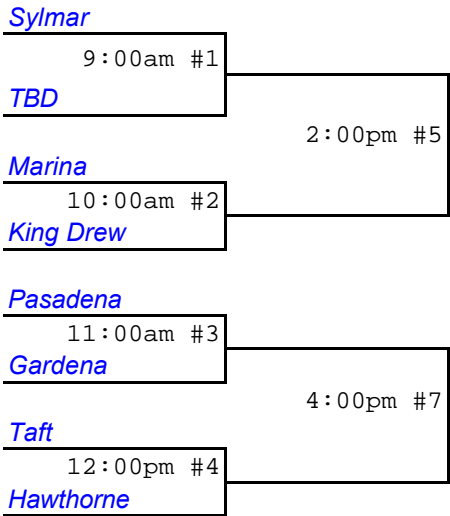 Sylmar
9:00am #1
TBD
2:00pm #5
Marina
10:00am #2
King Drew
Pasadena
11:00am #3
Gardena
4:00pm #7
Taft
12:00pm #4
Hawthorne